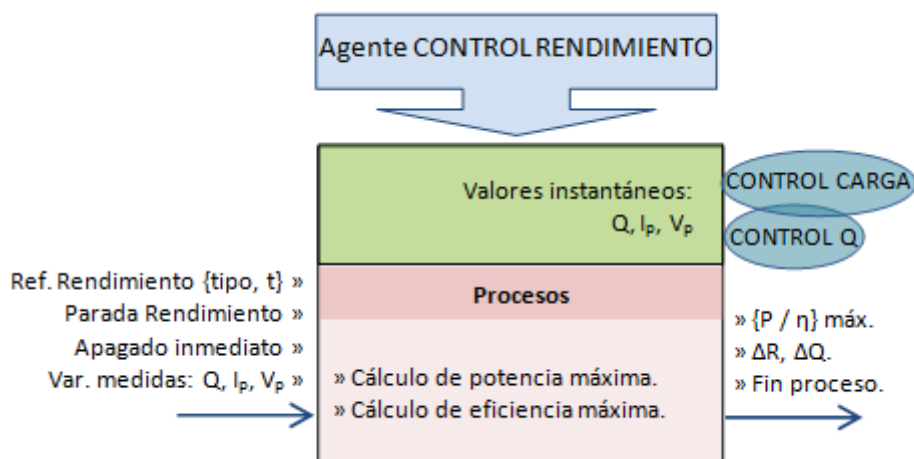 Agente CONTROL RENDIMIENTO
Valores instantáneos:
Q, Iₚ, Vₚ
CONTROL CARGA
CONTROL Q
Ref. Rendimiento {tipo, t} »
Parada Rendimiento »
Apagado inmediato »
Var. medidas: Q, Iₚ, Vₚ »
Procesos
» Cálculo de potencia máxima.
» Cálculo de eficiencia máxima.
» {P / η} máx.
» ΔR, ΔQ.
» Fin proceso.